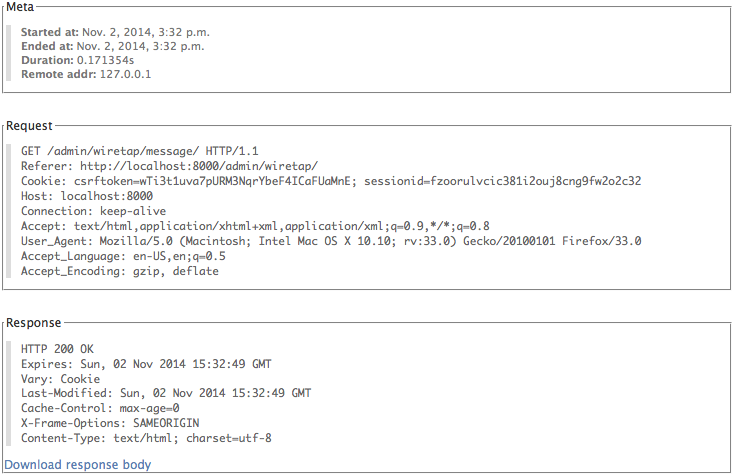 Meta
Started at: Nov. 2, 2014, 3:32 p.m.
Ended at: Nov. 2, 2014, 3:32 p.m.
Duration: 0.171354s
Remote addr: 127.0.0.1
Request
GET /admin/wiretap/message/ HTTP/1.1
Referer: http://localhost:8000/admin/wiretap/
Cookie: csrftoken=wTi3t1uva7pURM3NqrYbeF4ICaFUaMnE; sessionid=fzoorulvcic381i2ouj8cng9fw2o2c32
Host: localhost:8000
Connection: keep-alive
Accept: text/html,application/xhtml+xml,application/xml;q=0.9,*/*;q=0.8
User_Agent: Mozilla/5.0 (Macintosh; Intel Mac OS X 10.10; rv:33.0) Gecko/20100101 Firefox/33.0
Accept_Language: en-US,en;q=0.5
Accept_Encoding: gzip, deflate
Response
HTTP 200 OK
Expires: Sun, 02 Nov 2014 15:32:49 GMT
Vary: Cookie
Last-Modified: Sun, 02 Nov 2014 15:32:49 GMT
Cache-Control: max-age=0
X-Frame-Options: SAMEORIGIN
Content-Type: text/html; charset=utf-8
Download response body